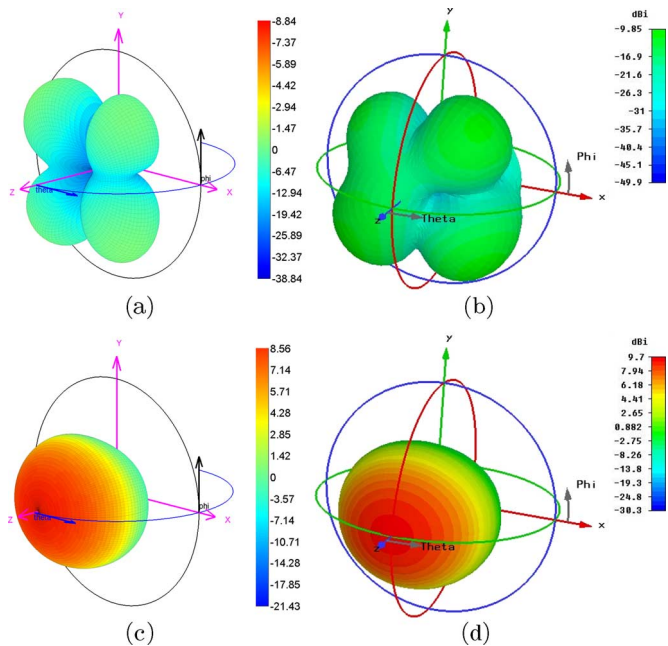 Y
Z
X
theta
phi
-8.84
7.37
5.89
4.42
2.94
1.47
0
-6.47
-12.94
-19.42
-25.89
-32.37
-38.84
(a)
y
z
x
Theta
Phi
dBi
-9.85
-16.9
-21.6
-26.3
-31
-35.7
-40.4
-45.1
-49.9
(b)
Y
Z
X
theta
phi
8.56
7.14
5.71
4.28
2.85
1.42
0
-3.57
-7.14
-10.71
-14.28
-17.85
-21.43
(c)
y
z
x
Theta
Phi
dBi
9.7
7.94
6.18
4.41
2.65
0.882
-2.75
-8.26
-13.8
-19.3
-24.8
-30.3
(d)